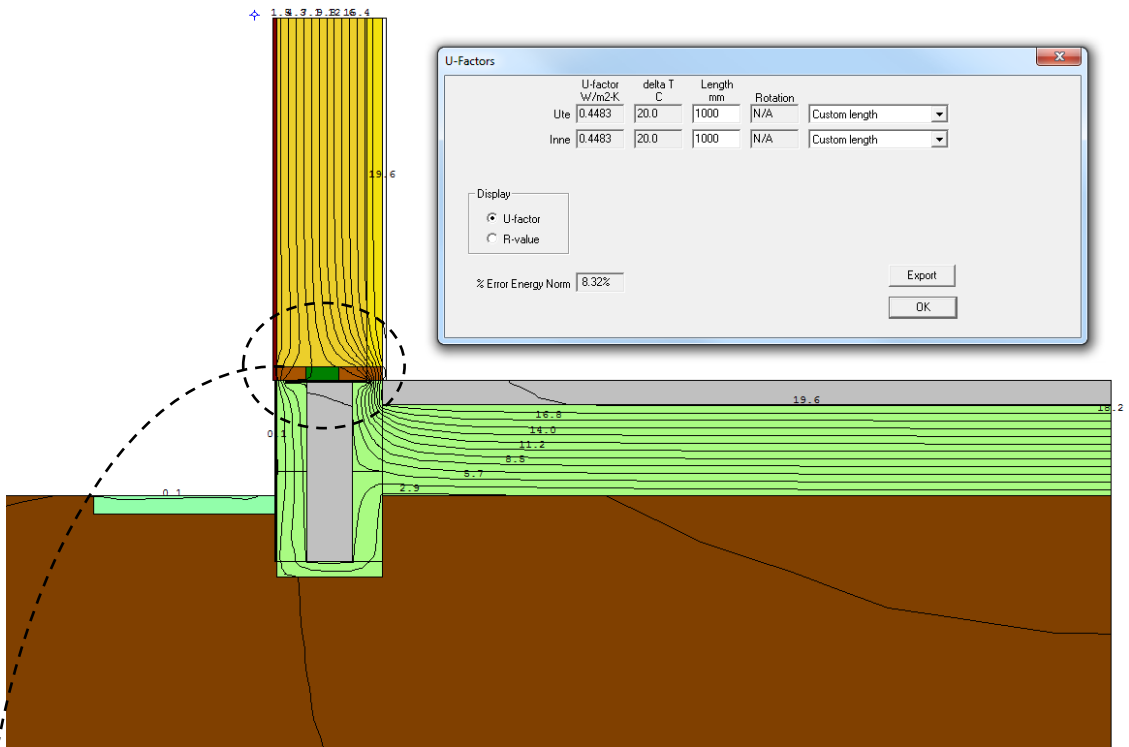 U-Factors
U-factor delta T Length
W/m2-K C mm Rotation
Ute 0.4483 20.0 1000 N/A Custom length
Inne 0.4483 20.0 1000 N/A Custom length
Display
U-factor
R-value
% Error Energy Norm 8.32%
Export
OK
19.6
19.6
18.2
16.8
14.0
0.1
11.2
8.5
5.7
2.9
0.1